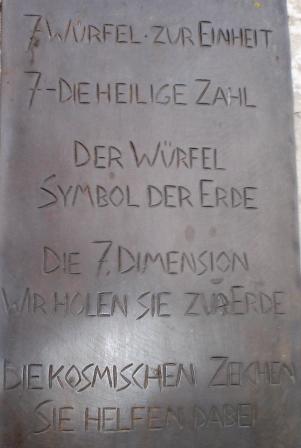 7 WÜRFEL · ZUR EINHEIT
7 - DIE HEILIGE ZAHL
DER WÜRFEL
SYMBOL DER ERDE
DIE 7. DIMENSION
WIR HOLEN SIE ZUR ERDE
DIE KOSMISCHEN ZEICHEN
SIE HELFEN DABEI